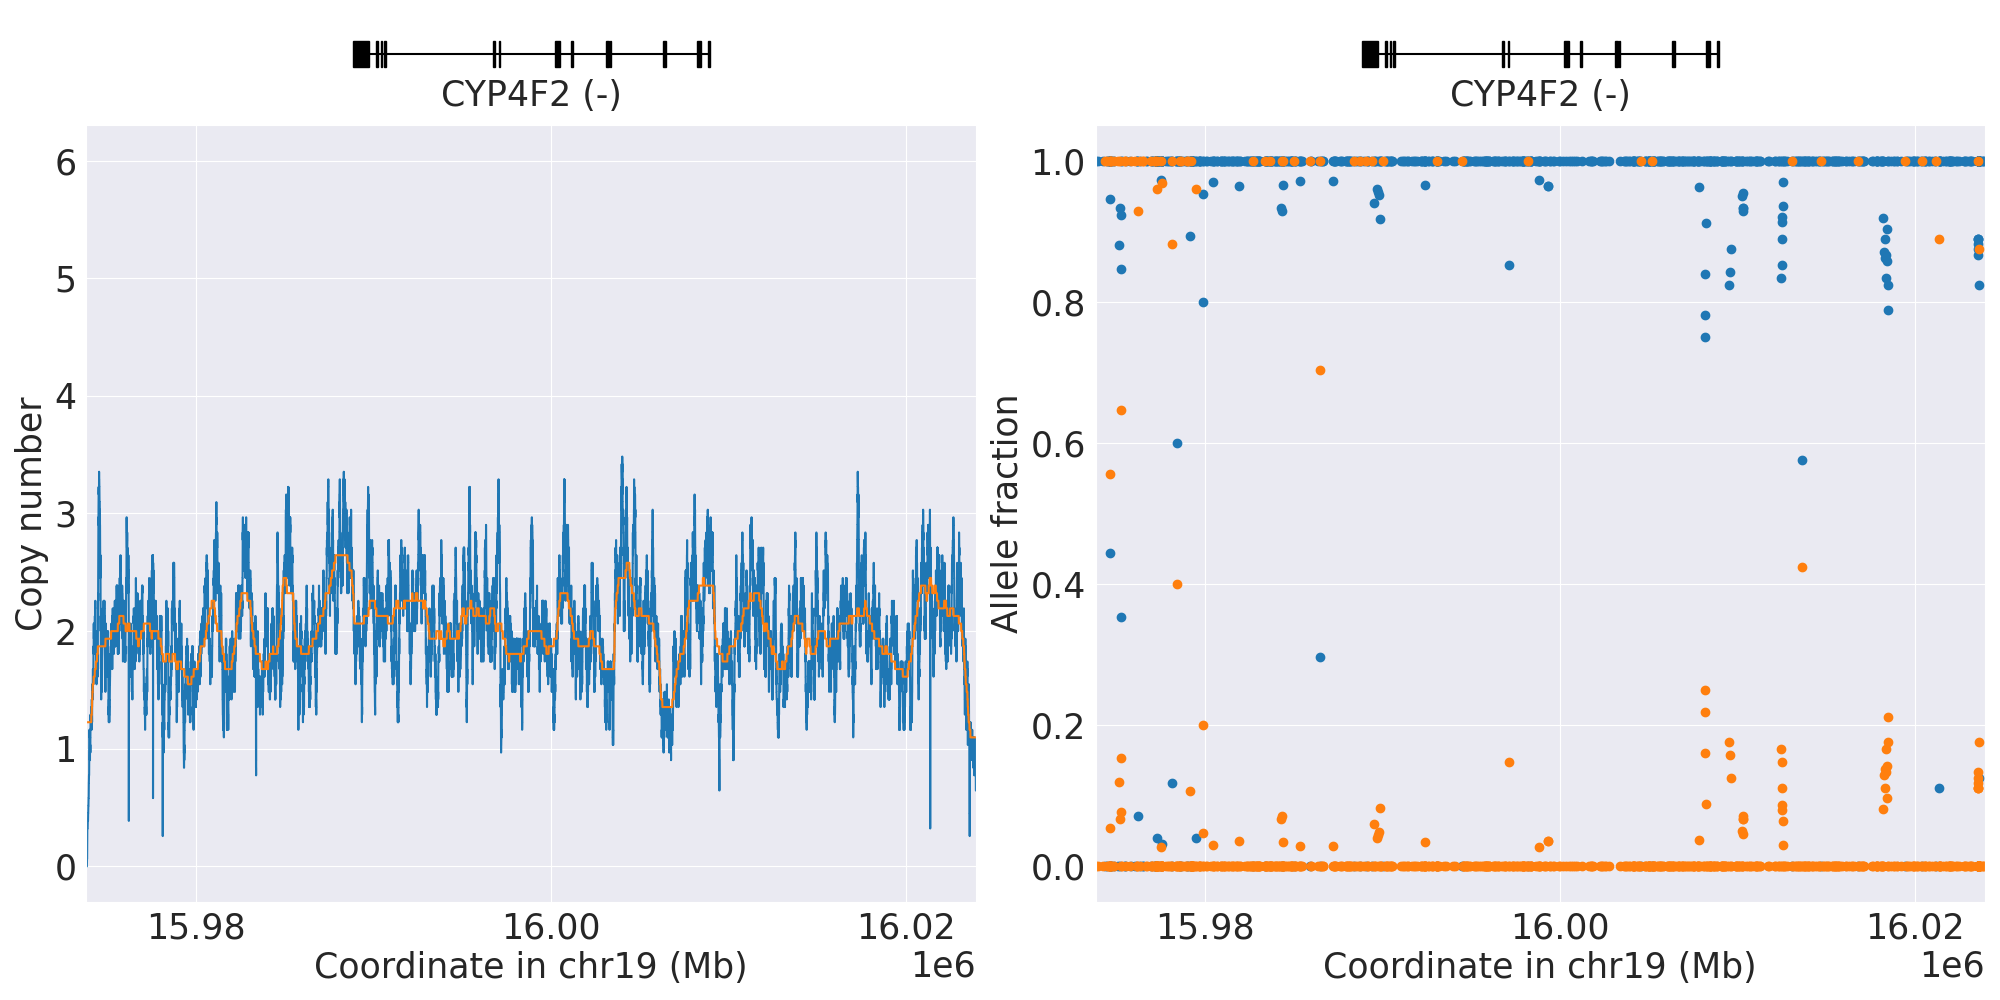 CYP4F2 (-)
6
5
4
3
2
1
0
Copy number
15.98
16.00
16.02
Coordinate in chr19 (Mb)
1e6
CYP4F2 (-)
1.0
0.8
0.6
0.4
0.2
0.0
Allele fraction
15.98
16.00
16.02
Coordinate in chr19 (Mb)
1e6